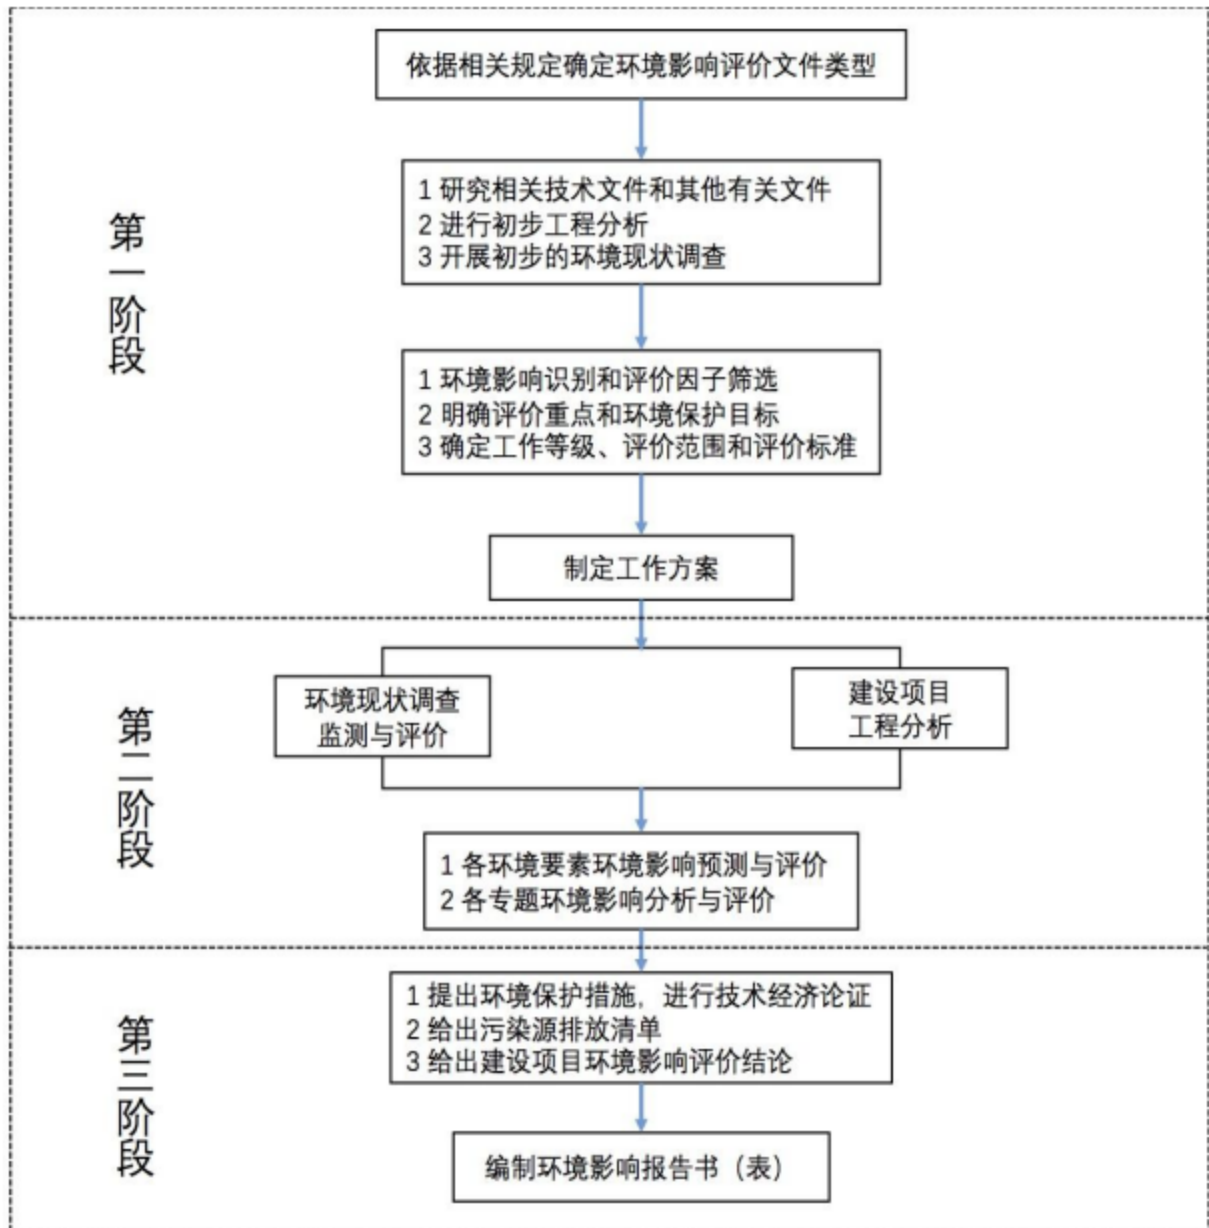 依据相关规定确定环境影响评价文件类型
第一阶段
1 研究相关技术文件和其他有关文件
2 进行初步工程分析
3 开展初步的环境现状调查
1 环境影响识别和评价因子筛选
2 明确评价重点和环境保护目标
3 确定工作等级、评价范围和评价标准
制定工作方案
第二阶段
环境现状调查
监测与评价
建设项目
工程分析
1 各环境要素环境影响预测与评价
2 各专题环境影响分析与评价
第三阶段
1 提出环境保护措施，进行技术经济论证
2 给出污染源排放清单
3 给出建设项目环境影响评价结论
编制环境影响报告书（表）